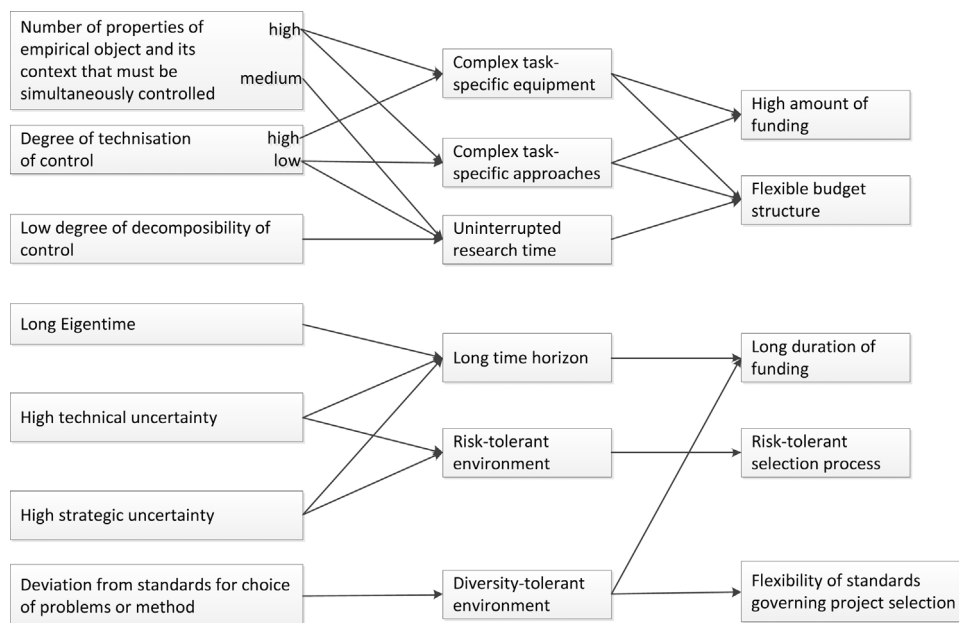 Number of properties of
empirical object and its
context that must be
simultaneously controlled
high
medium
Degree of technisation
of control
high
low
Low degree of decomposibility of
control
Complex task-
specific equipment
Complex task-
specific approaches
Uninterrupted
research time
High amount of
funding
Flexible budget
structure
Long Eigentime
High technical uncertainty
High strategic uncertainty
Deviation from standards for choice
of problems or method
Long time horizon
Risk-tolerant
environment
Diversity-tolerant
environment
Long duration of
funding
Risk-tolerant
selection process
Flexibility of standards
governing project selection